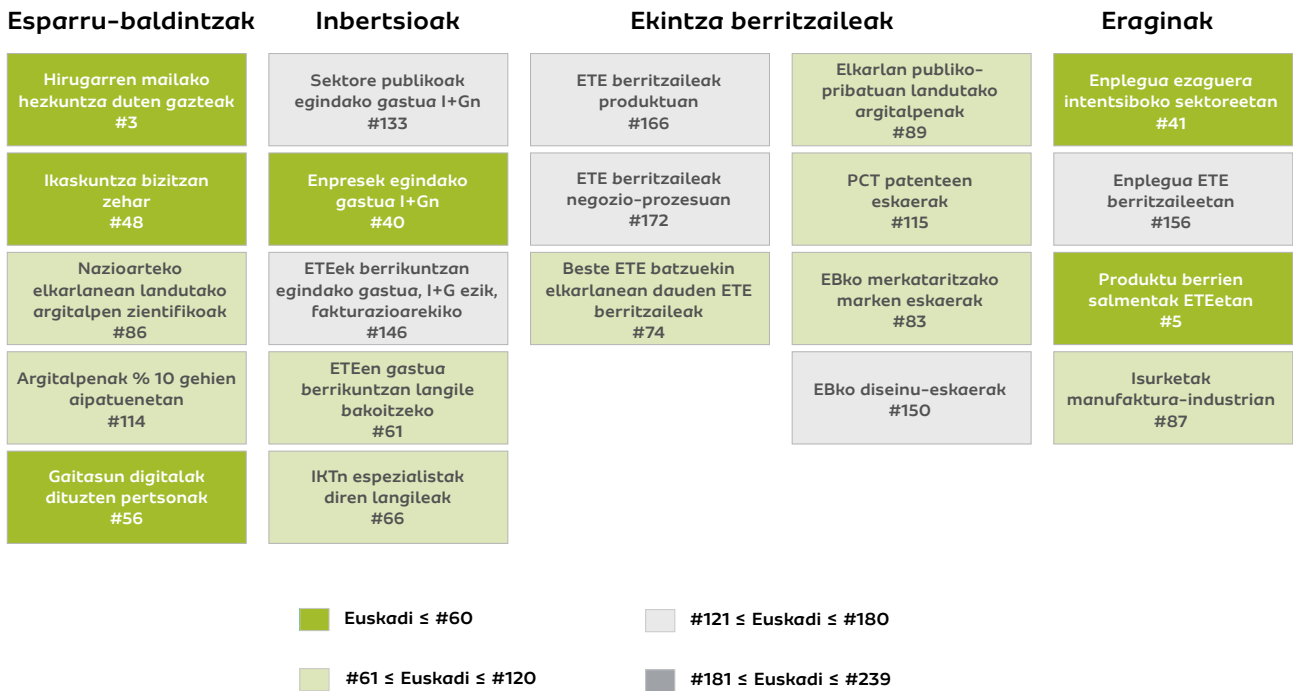 Esparru-baldintzak
Hirugarren mailako
hezkuntza duten gazteak
#3
Ikaskuntza bizitzan
zehar
#48
Nazioarteko
elkarlanean landutako
argitalpen zientifikoak
#86
Argitalpenak % 10 gehien
aipatuenetan
#114
Gaitasun digitalak
dituzten pertsonak
#56
Inbertsioak
Sektore publikoak
egindako gastua I+Gn
#133
Enpresek egindako
gastua I+Gn
#40
ETEek berrikuntzan
egindako gastua, I+G ezik,
fakturazioarekiko
#146
ETEen gastua
berrikuntzan langile
bakoitzeko
#61
IKTn espezialistak
diren langileak
#66
Ekintza berritzaileak
ETE berritzaileak
produktuan
#166
ETE berritzaileak
negozio-prozesuan
#172
Beste ETE batzuekin
elkarlanean dauden ETE
berritzaileak
#74
Elkarlan publiko-
pribatuan landutako
argitalpenak
#89
PCT patenteen
eskaerak
#115
EBko merkataritzako
marken eskaerak
#83
EBko diseinu-eskaerak
#150
Eraginak
Enplegua ezaguera
intentsiboko sektoreetan
#41
Enplegua ETE
berritzaileetan
#156
Produktu berrien
salmentak ETEetan
#5
Isurketak
manufaktura-industrian
#87
Euskadi ≤ #60
#61 ≤ Euskadi ≤ #120
#121 ≤ Euskadi ≤ #180
#181 ≤ Euskadi ≤ #239